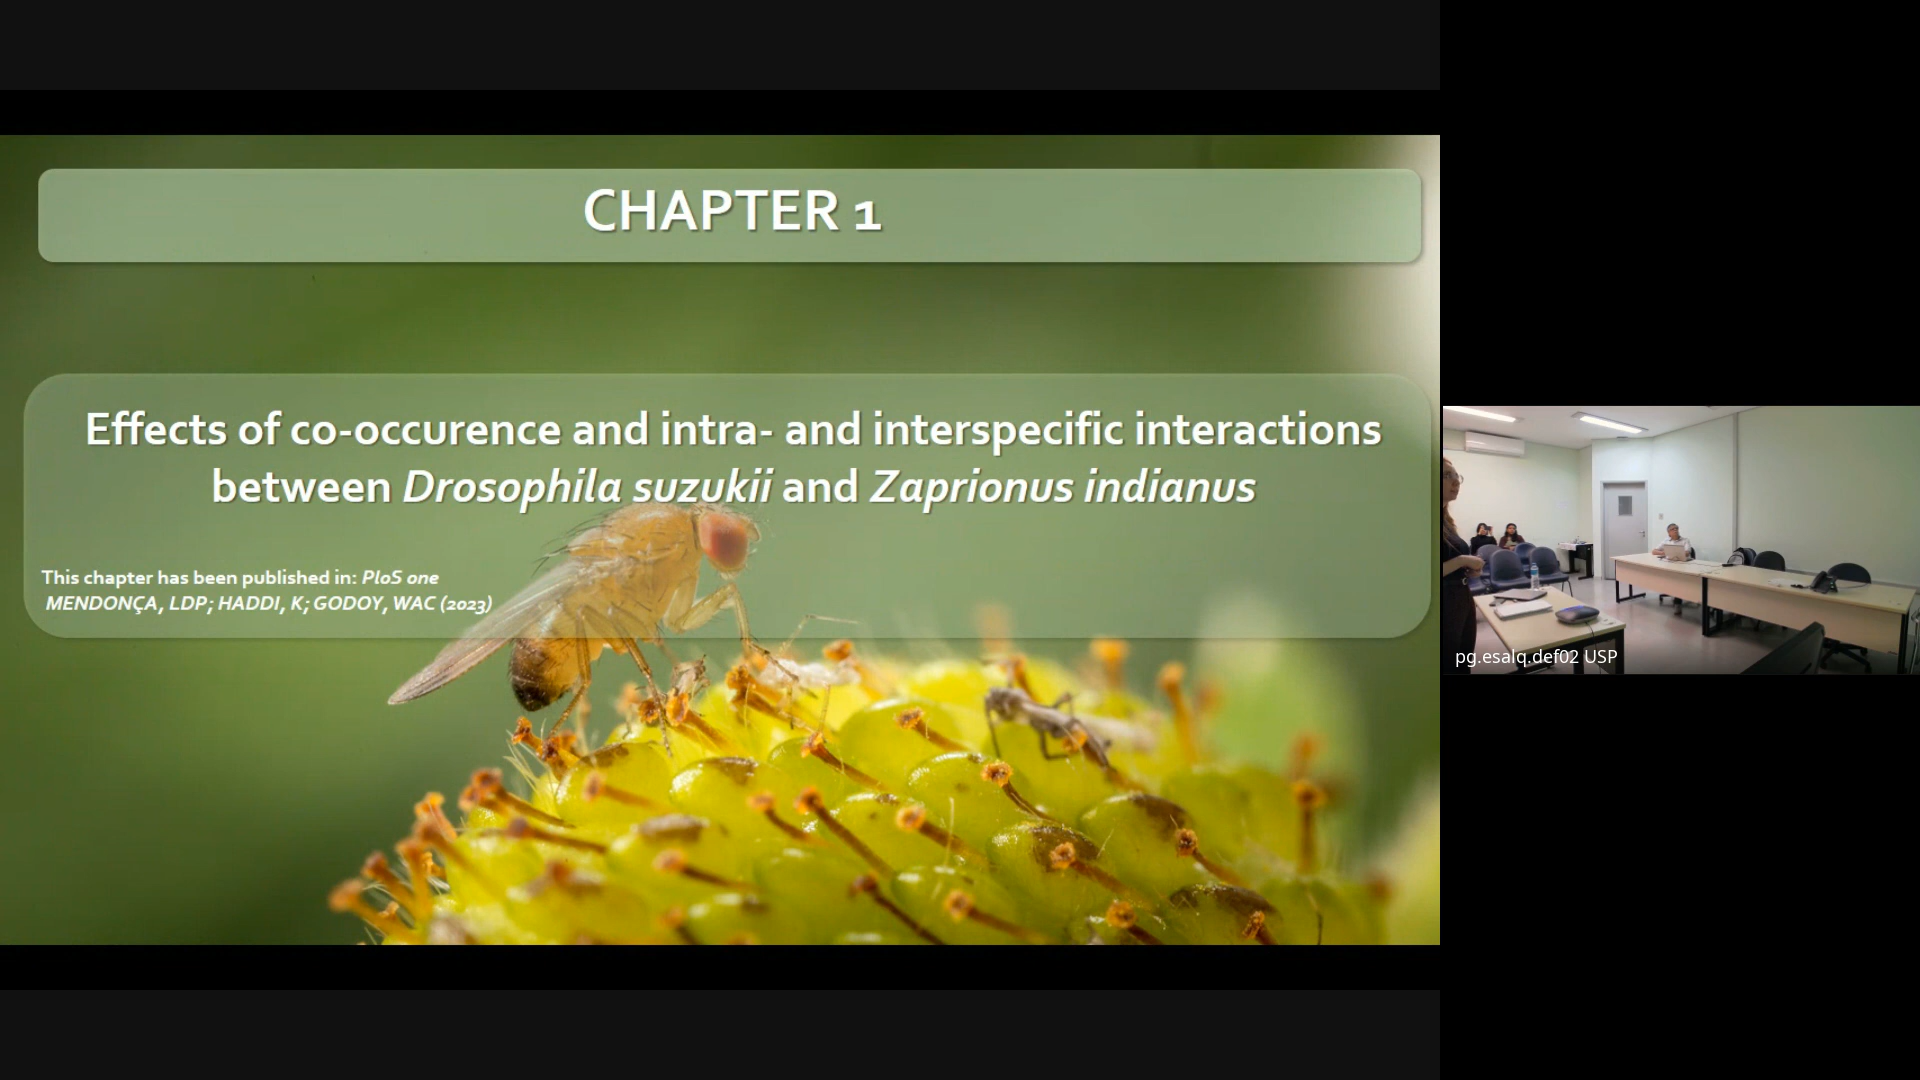 CHAPTER 1
Effects of co-occurence and intra- and interspecific interactions
between Drosophila suzukii and Zaprionus indianus
This chapter has been published in: PloS one
MENDONÇA, LDP; HADDI, K; GODOY, WAC (2023)
pg.esalq.def02 USP